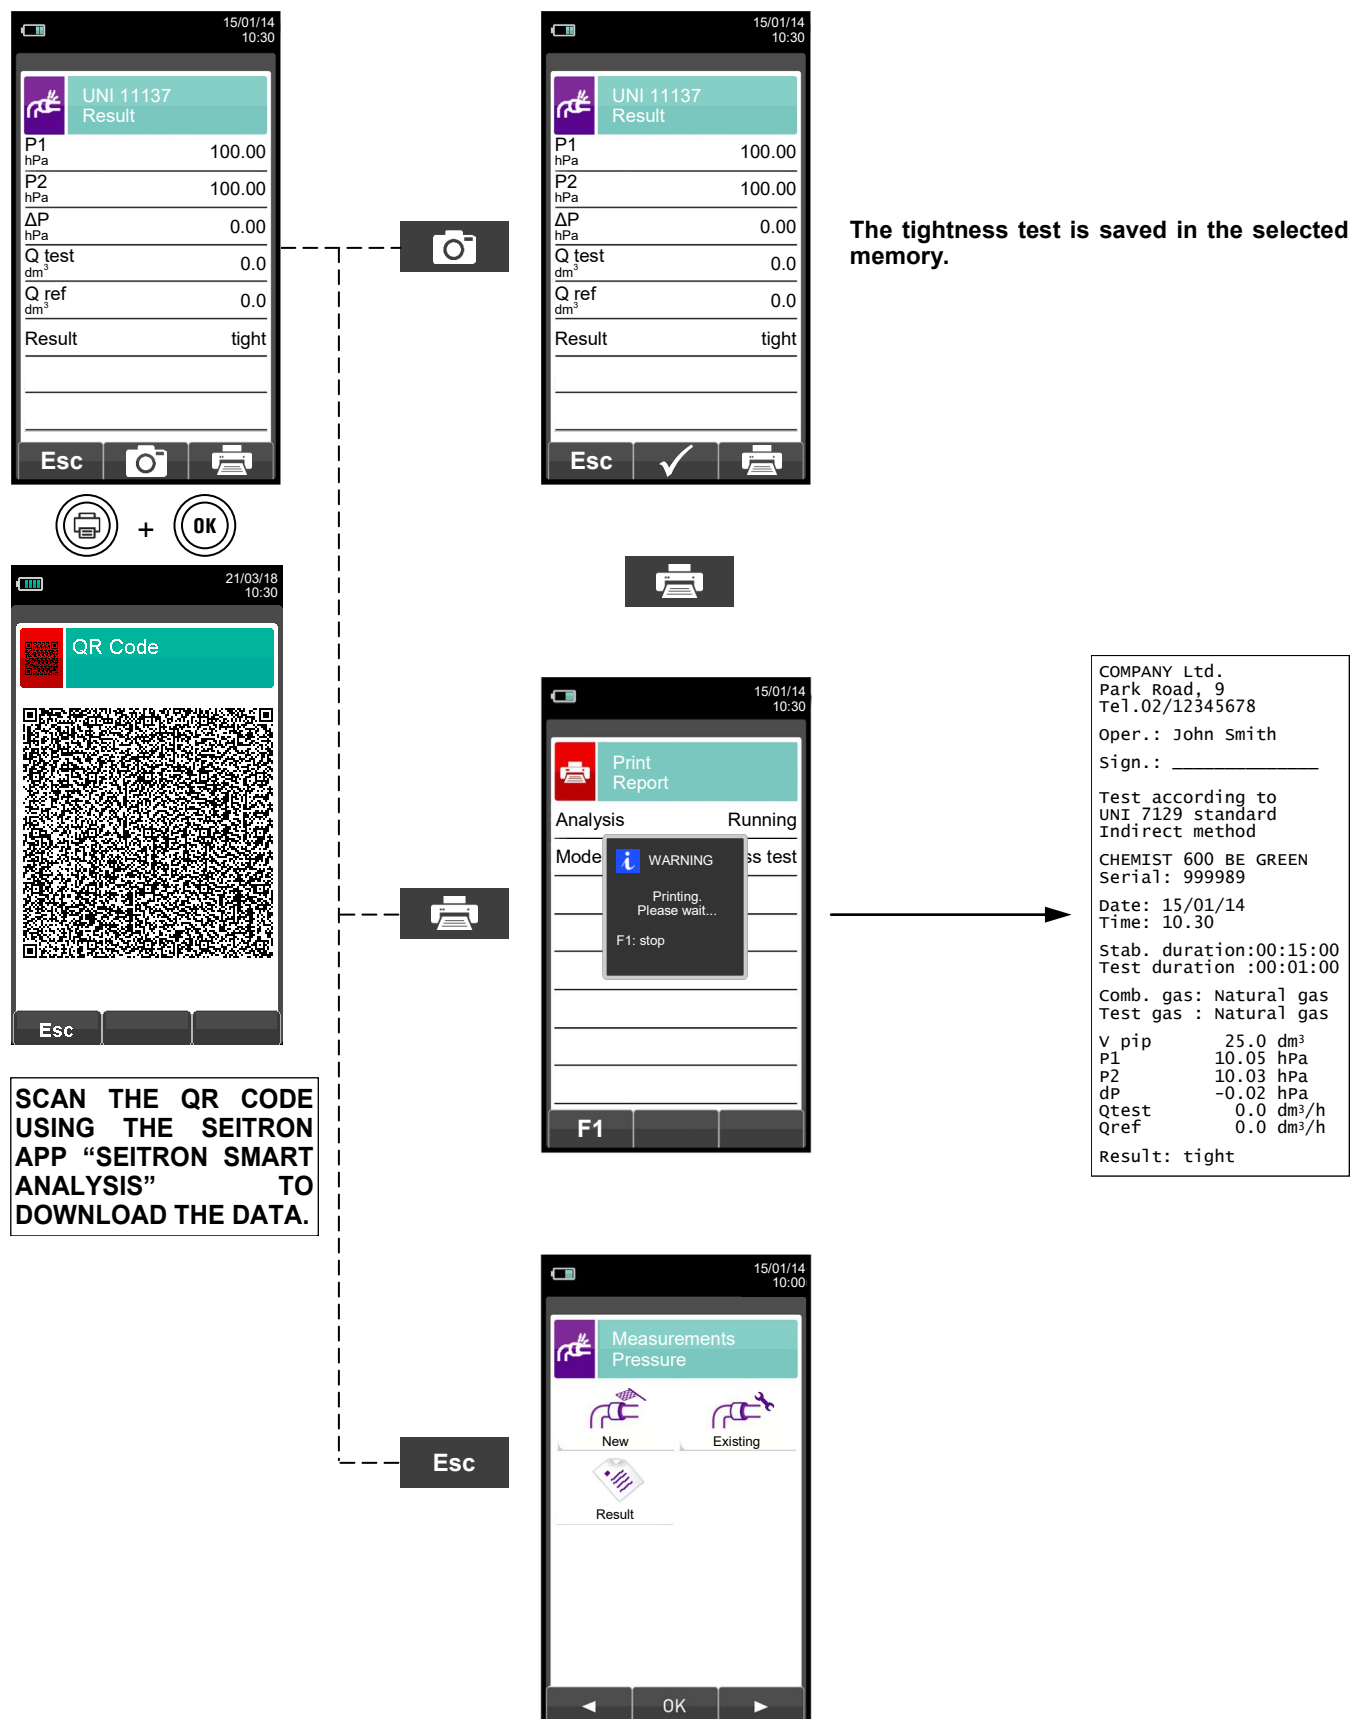 15/01/14
10:30
UNI 11137
Result
P1
hPa
100.00
P2
hPa
100.00
ΔP
hPa
0.00
Q test
dm³
0.0
Q ref
dm³
0.0
Result tight
Esc
+
OK
21/03/18
10:30
QR Code
Esc
SCAN THE QR CODE
USING THE SEITRON
APP “SEITRON SMART
ANALYSIS” TO
DOWNLOAD THE DATA.
15/01/14
10:30
UNI 11137
Result
P1
hPa
100.00
P2
hPa
100.00
ΔP
hPa
0.00
Q test
dm³
0.0
Q ref
dm³
0.0
Result tight
Esc
The tightness test is saved in the selected
memory.
15/01/14
10:30
Print
Report
Analysis Running
Mode ss test
i WARNING
Printing.
Please wait...
F1: stop
F1
COMPANY Ltd.
Park Road, 9
Tel.02/12345678
Oper.: John Smith
Sign.: ______________
Test according to
UNI 7129 standard
Indirect method
CHEMIST 600 BE GREEN
Serial: 999989
Date: 15/01/14
Time: 10.30
Stab. duration:00:15:00
Test duration :00:01:00
Comb. gas: Natural gas
Test gas : Natural gas
V pip 25.0 dm³
P1 10.05 hPa
P2 10.03 hPa
dP -0.02 hPa
Qtest 0.0 dm³/h
Qref 0.0 dm³/h
Result: tight
Esc
15/01/14
10:00
Measurements
Pressure
New Existing
Result
OK